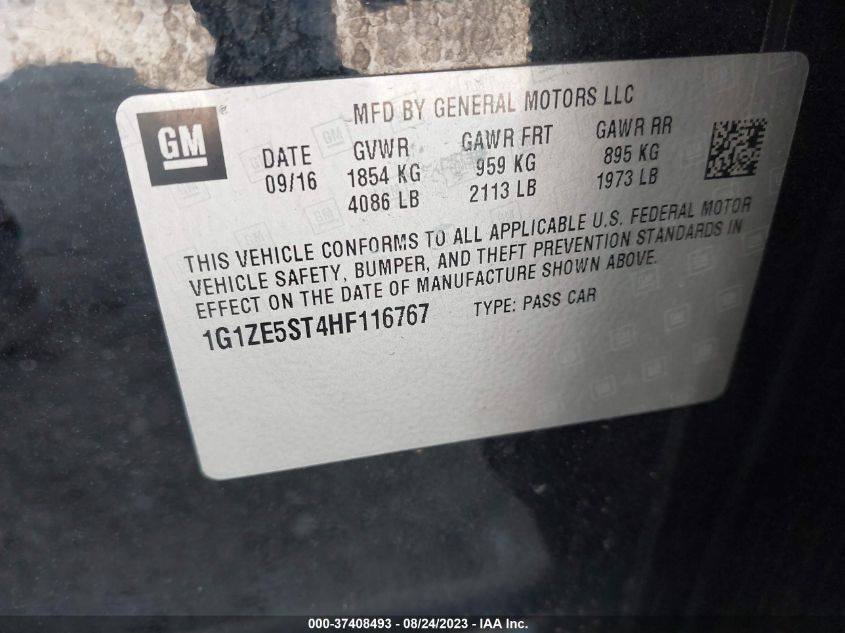 MFD BY GENERAL MOTORS LLC
GM
DATE GVWR GAWR FRT GAWR RR
09/16 1854 KG 959 KG 895 KG
4086 LB 2113 LB 1973 LB
THIS VEHICLE CONFORMS TO ALL APPLICABLE U.S. FEDERAL MOTOR
VEHICLE SAFETY, BUMPER, AND THEFT PREVENTION STANDARDS IN
EFFECT ON THE DATE OF MANUFACTURE SHOWN ABOVE.
1G1ZE5ST4HF116767 TYPE: PASS CAR
000-37408493 - 08/24/2023 - IAA Inc.